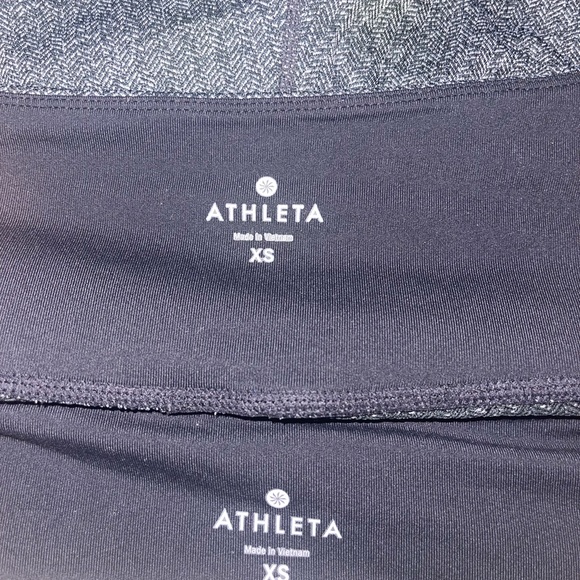 ATHLETA
Made in Vietnam
XS
ATHLETA
Made in Vietnam
XS